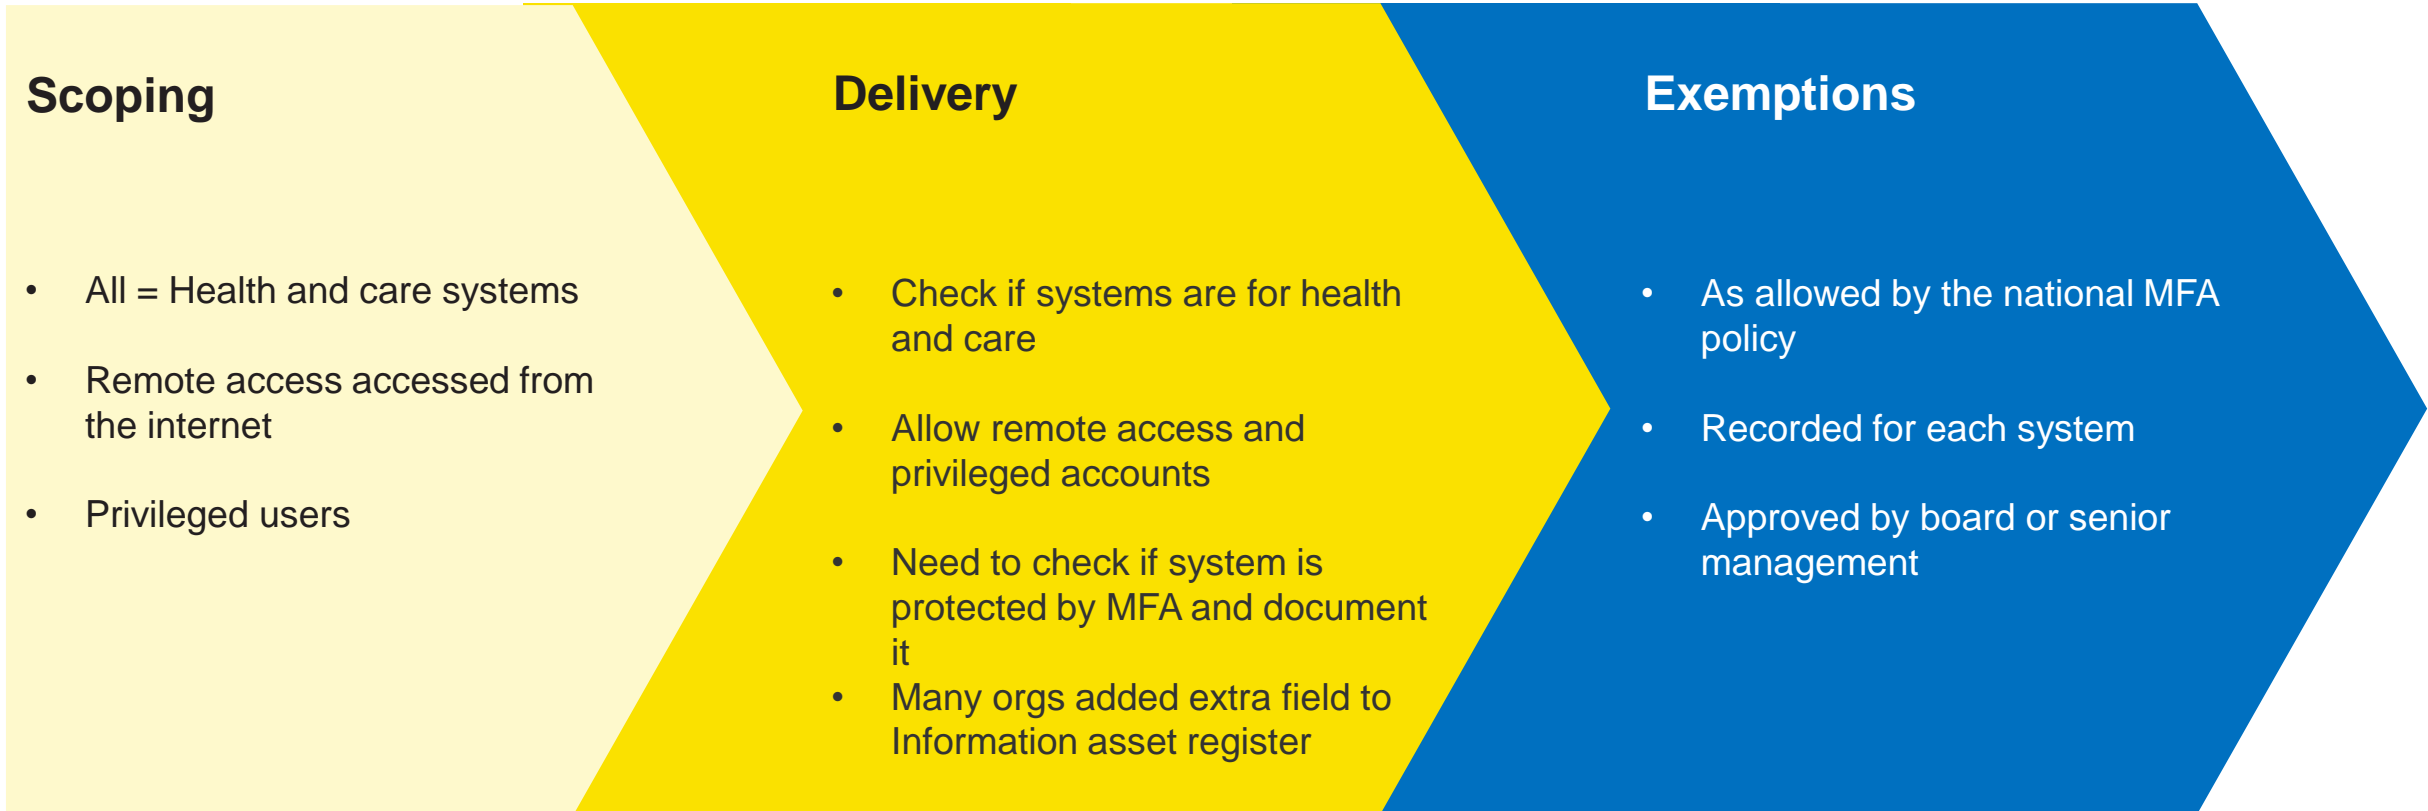 Scoping
• All = Health and care systems
• Remote access accessed from
the internet
• Privileged users
Delivery
• Check if systems are for health
and care
• Allow remote access and
privileged accounts
• Need to check if system is
protected by MFA and document
it
• Many orgs added extra field to
Information asset register
Exemptions
• As allowed by the national MFA
policy
• Recorded for each system
• Approved by board or senior
management